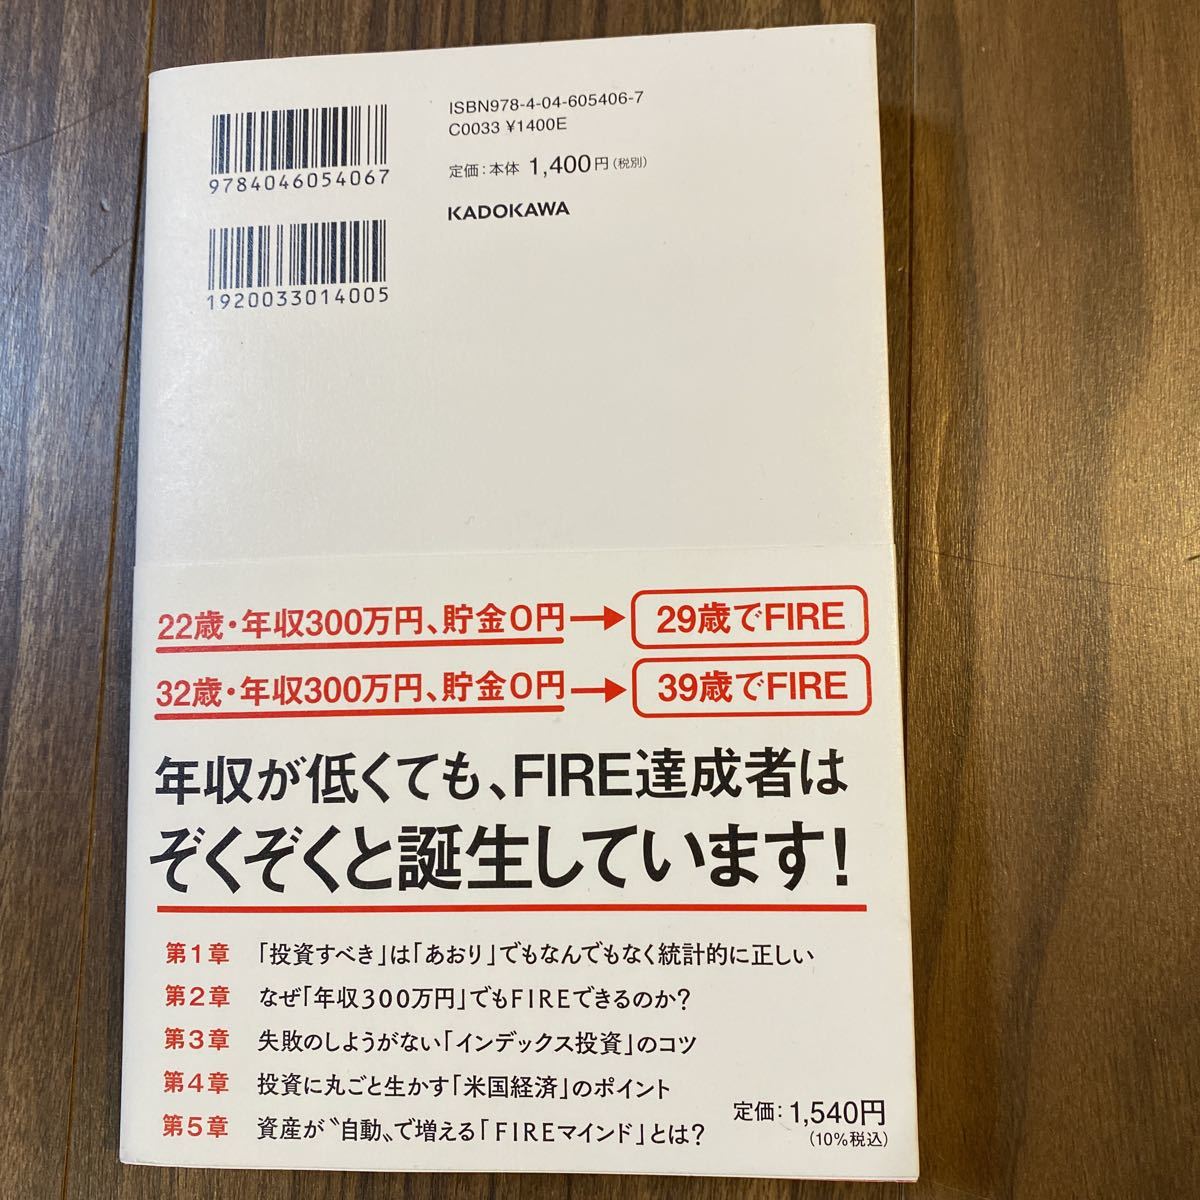 9784046054067
1920033014005
ISBN978-4-04-605406-7
C0033 ¥1400E
定価：本体 1,400円（税別）
KADOKAWA
22歳・年収300万円、貯金0円→29歳でFIRE
32歳・年収300万円、貯金0円→39歳でFIRE
年収が低くても、FIRE達成者は
ぞくぞくと誕生しています！
第1章 「投資すべき」は「あおり」でもなんでもなく統計的に正しい
第2章 なぜ「年収300万円」でもFIREできるのか？
第3章 失敗のしようがない「インデックス投資」のコツ
第4章 投資に丸ごと生かす「米国経済」のポイント
第5章 資産が〝自動〟で増える「FIREマインド」とは？
定価：1,540円
（10%税込）